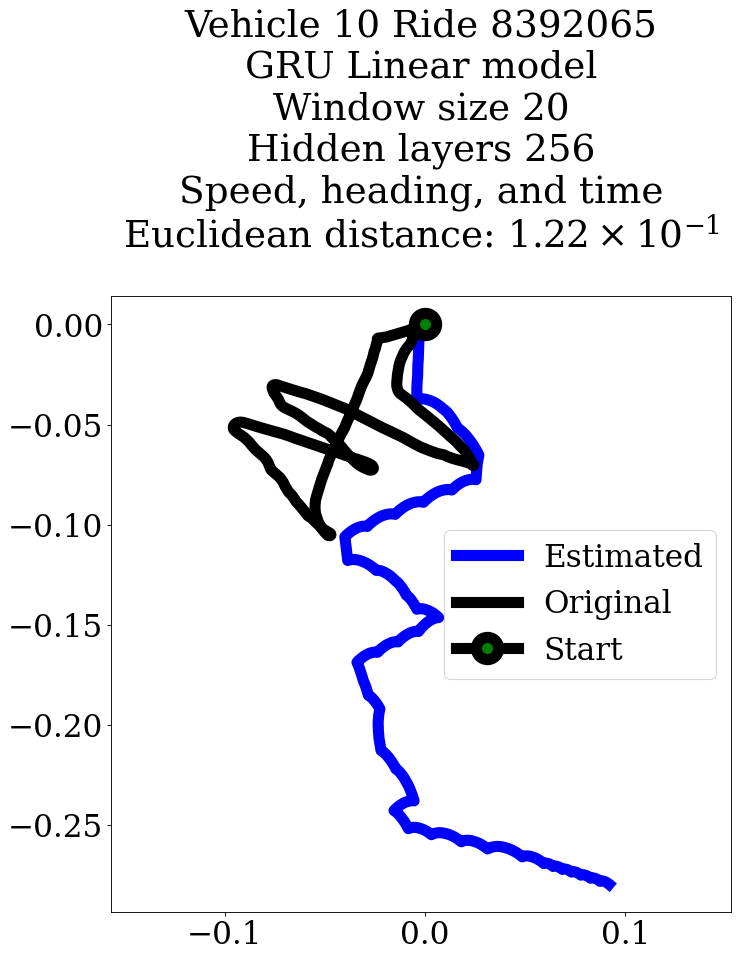 Vehicle 10 Ride 8392065
GRU Linear model
Window size 20
Hidden layers 256
Speed, heading, and time
Euclidean distance: 1.22 × 10⁻¹
0.00
−0.05
−0.10
−0.15
−0.20
−0.25
Estimated
Original
Start
−0.1 0.0 0.1